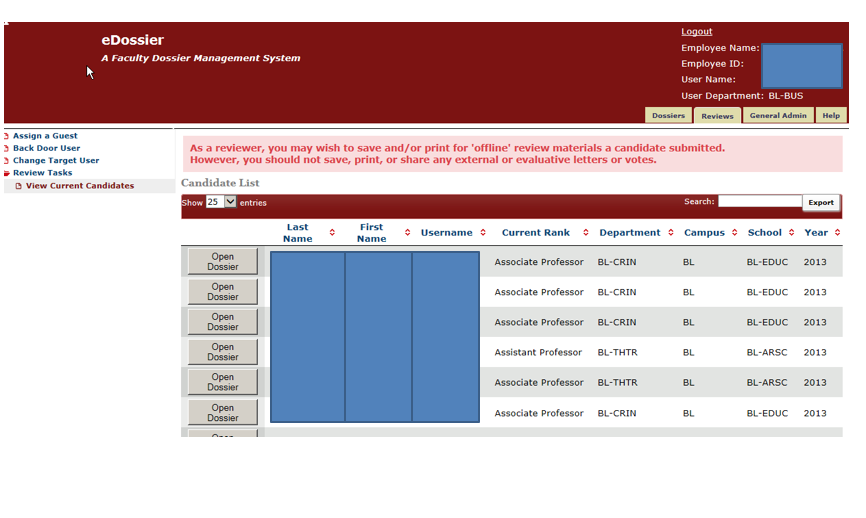 eDossier
A Faculty Dossier Management System
Logout
Employee Name:
Employee ID:
User Name:
User Department: BL-BUS
Dossiers Reviews General Admin Help
Assign a Guest
Back Door User
Change Target User
Review Tasks
View Current Candidates
As a reviewer, you may wish to save and/or print for 'offline' review materials a candidate submitted.
However, you should not save, print, or share any external or evaluative letters or votes.
Candidate List
Show 25 entries Search: Export
Last Name First Name Username Current Rank Department Campus School Year
Open Dossier Associate Professor BL-CRIN BL BL-EDUC 2013
Open Dossier Associate Professor BL-CRIN BL BL-EDUC 2013
Open Dossier Associate Professor BL-CRIN BL BL-EDUC 2013
Open Dossier Assistant Professor BL-THTR BL BL-ARSC 2013
Open Dossier Associate Professor BL-THTR BL BL-ARSC 2013
Open Dossier Associate Professor BL-CRIN BL BL-EDUC 2013